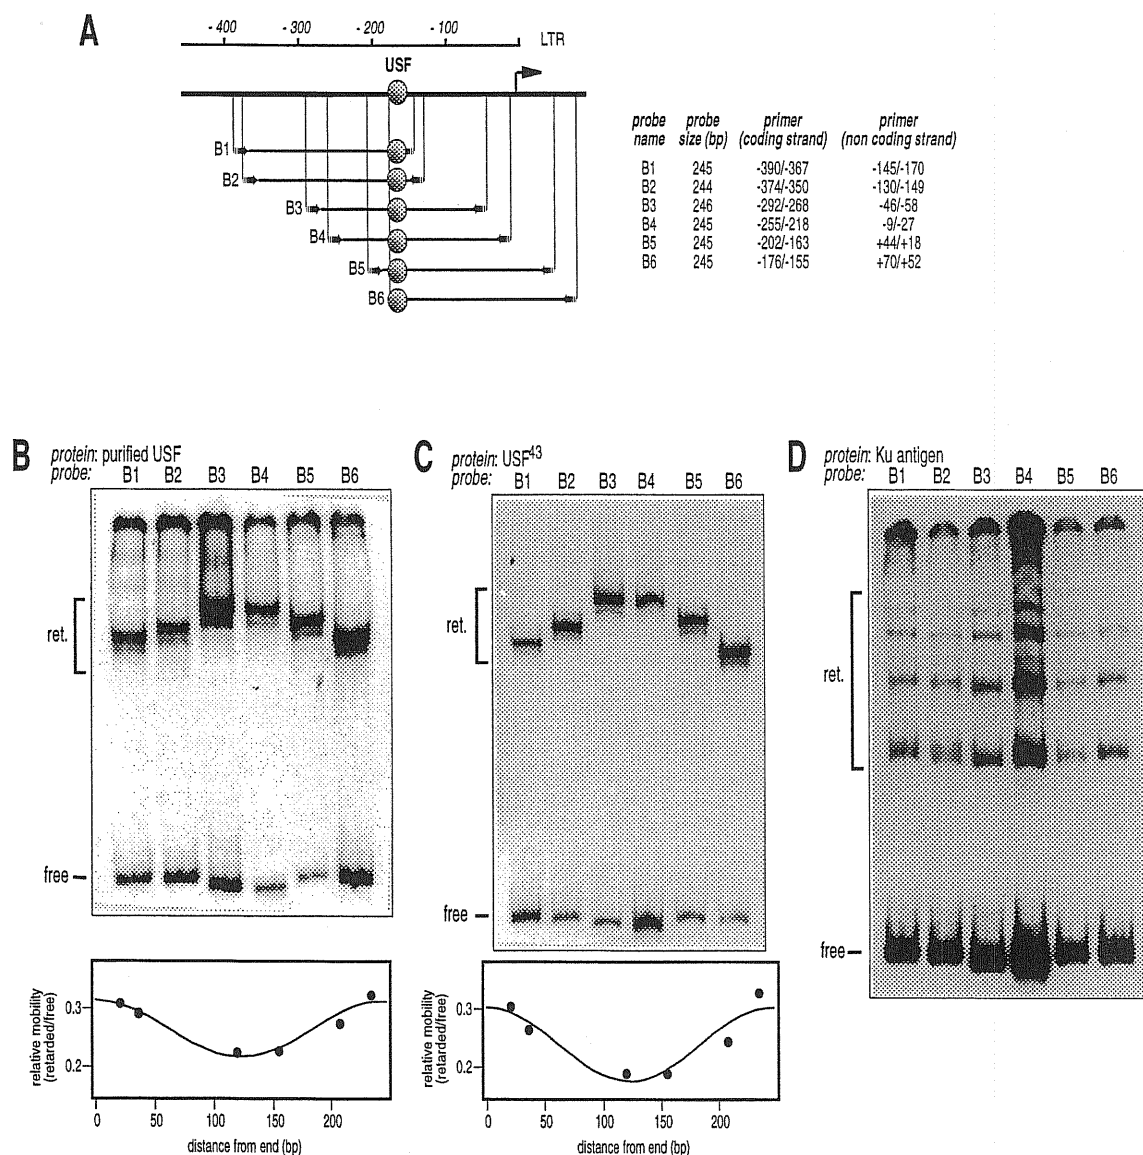 A
- 400 - 300 - 200 - 100 LTR
USF
B1
B2
B3
B4
B5
B6
probe name probe size (bp) primer (coding strand) primer (non coding strand)
B1 245 -390/-367 -145/-170
B2 244 -374/-350 -130/-149
B3 246 -292/-268 -46/-58
B4 245 -255/-218 -9/-27
B5 245 -202/-163 +44/+18
B6 245 -176/-155 +70/+52
B
protein: purified USF
probe: B1 B2 B3 B4 B5 B6
ret.
free
relative mobility
(retarded/free)
0.3
0.2
0 50 100 150 200
distance from end (bp)
C
protein: USF43
probe: B1 B2 B3 B4 B5 B6
ret.
free
relative mobility
(retarded/free)
0.3
0.2
0 50 100 150 200
distance from end (bp)
D
protein: Ku antigen
probe: B1 B2 B3 B4 B5 B6
ret.
free